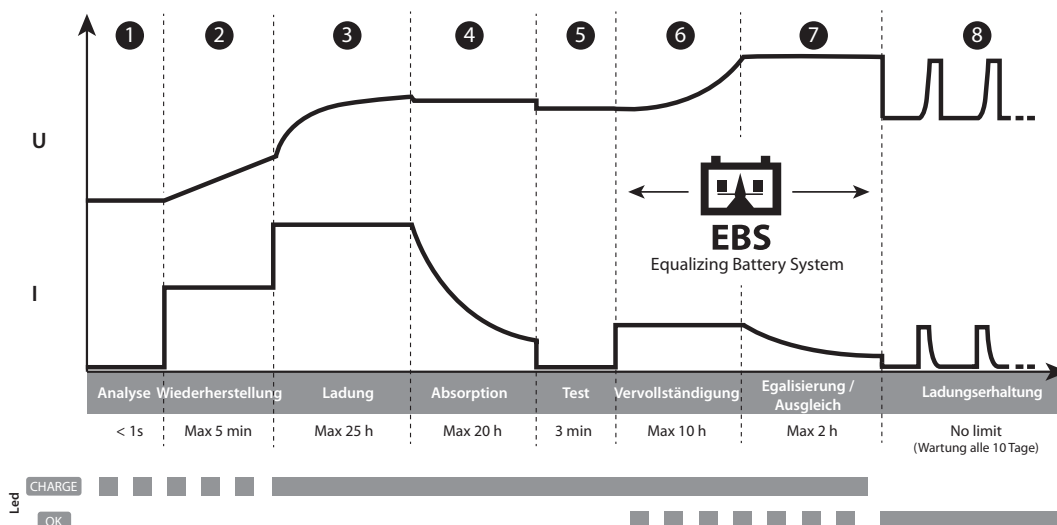 1 2 3 4 5 6 7 8
U
EBS
Equalizing Battery System
I
Analyse Wiederherstellung Ladung Absorption Test Vervollständigung Egalisierung / Ausgleich Ladungserhaltung
< 1s Max 5 min Max 25 h Max 20 h 3 min Max 10 h Max 2 h No limit
(Wartung alle 10 Tage)
Led
CHARGE
OK